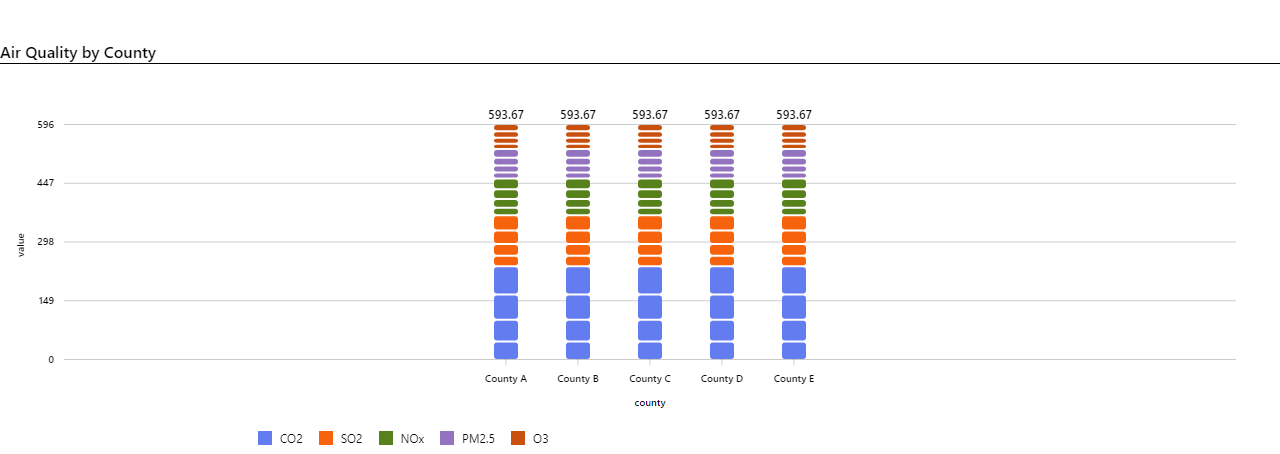 Air Quality by County
593.67 593.67 593.67 593.67 593.67
596
447
298
149
0
value
County A County B County C County D County E
county
CO2 SO2 NOx PM2.5 O3